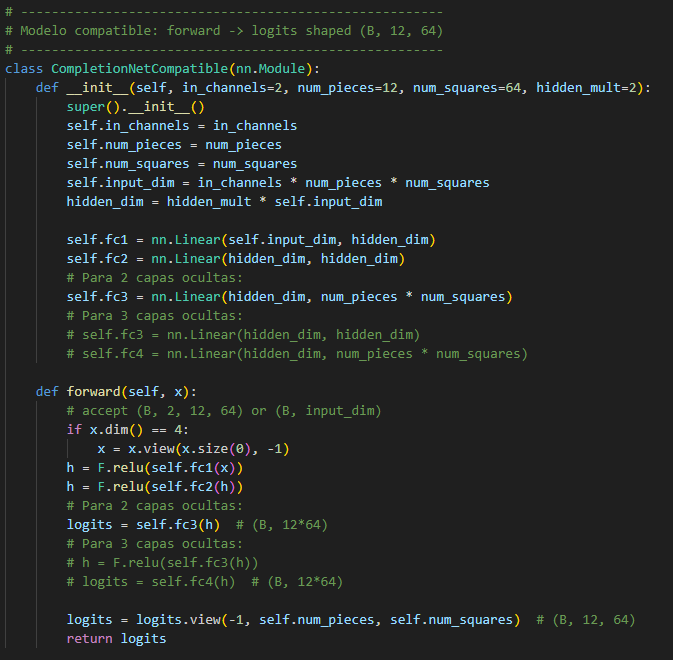 # -----------------------------------------------------
# Modelo compatible: forward -> logits shaped (B, 12, 64)
# -----------------------------------------------------
class CompletionNetCompatible(nn.Module):
    def __init__(self, in_channels=2, num_pieces=12, num_squares=64, hidden_mult=2):
        super().__init__()
        self.in_channels = in_channels
        self.num_pieces = num_pieces
        self.num_squares = num_squares
        self.input_dim = in_channels * num_pieces * num_squares
        hidden_dim = hidden_mult * self.input_dim

        self.fc1 = nn.Linear(self.input_dim, hidden_dim)
        self.fc2 = nn.Linear(hidden_dim, hidden_dim)
        # Para 2 capas ocultas:
        self.fc3 = nn.Linear(hidden_dim, num_pieces * num_squares)
        # Para 3 capas ocultas:
        # self.fc3 = nn.Linear(hidden_dim, hidden_dim)
        # self.fc4 = nn.Linear(hidden_dim, num_pieces * num_squares)

    def forward(self, x):
        # accept (B, 2, 12, 64) or (B, input_dim)
        if x.dim() == 4:
            x = x.view(x.size(0), -1)
        h = F.relu(self.fc1(x))
        h = F.relu(self.fc2(h))
        # Para 2 capas ocultas:
        logits = self.fc3(h)  # (B, 12*64)
        # Para 3 capas ocultas:
        # h = F.relu(self.fc3(h))
        # logits = self.fc4(h)  # (B, 12*64)

        logits = logits.view(-1, self.num_pieces, self.num_squares)  # (B, 12, 64)
        return logits